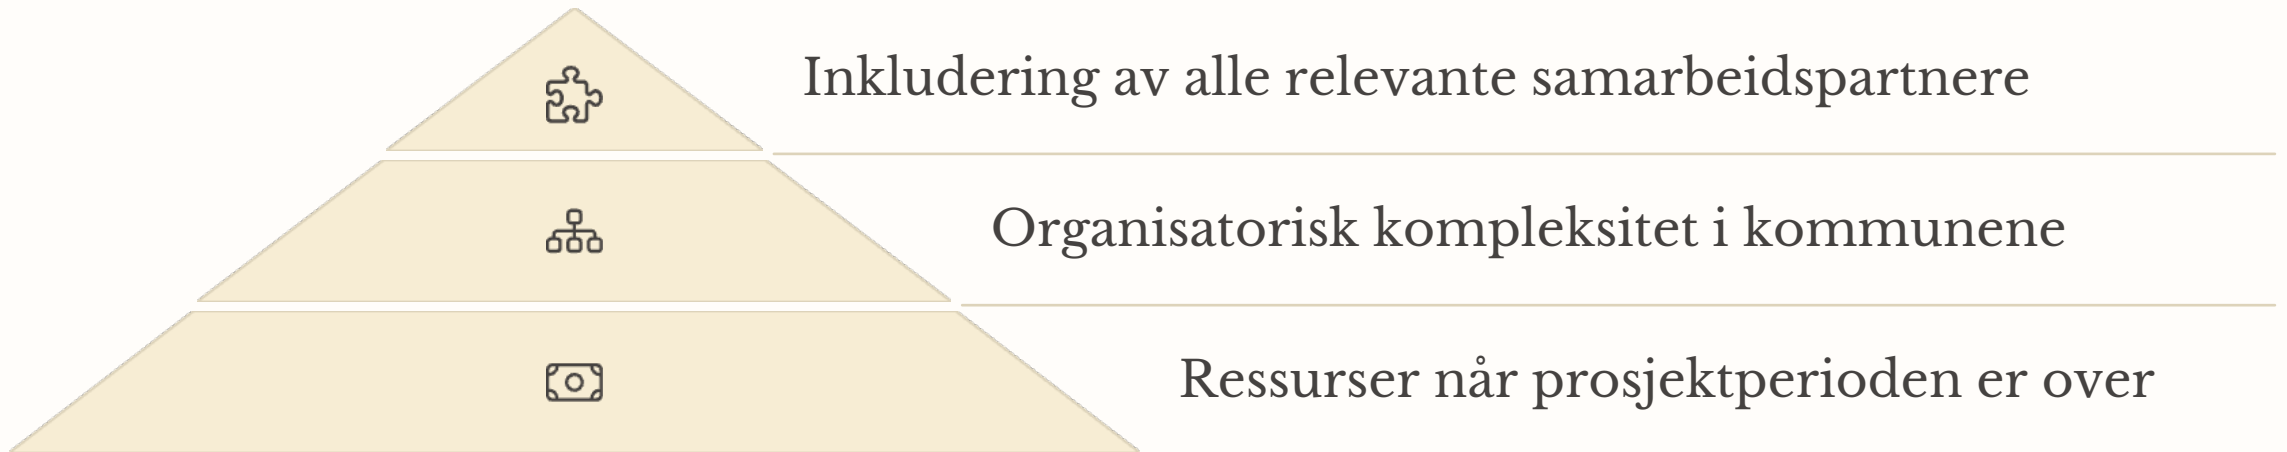 Inkludering av alle relevante samarbeidspartnere
Organisatorisk kompleksitet i kommunene
Ressurser når prosjektperioden er over